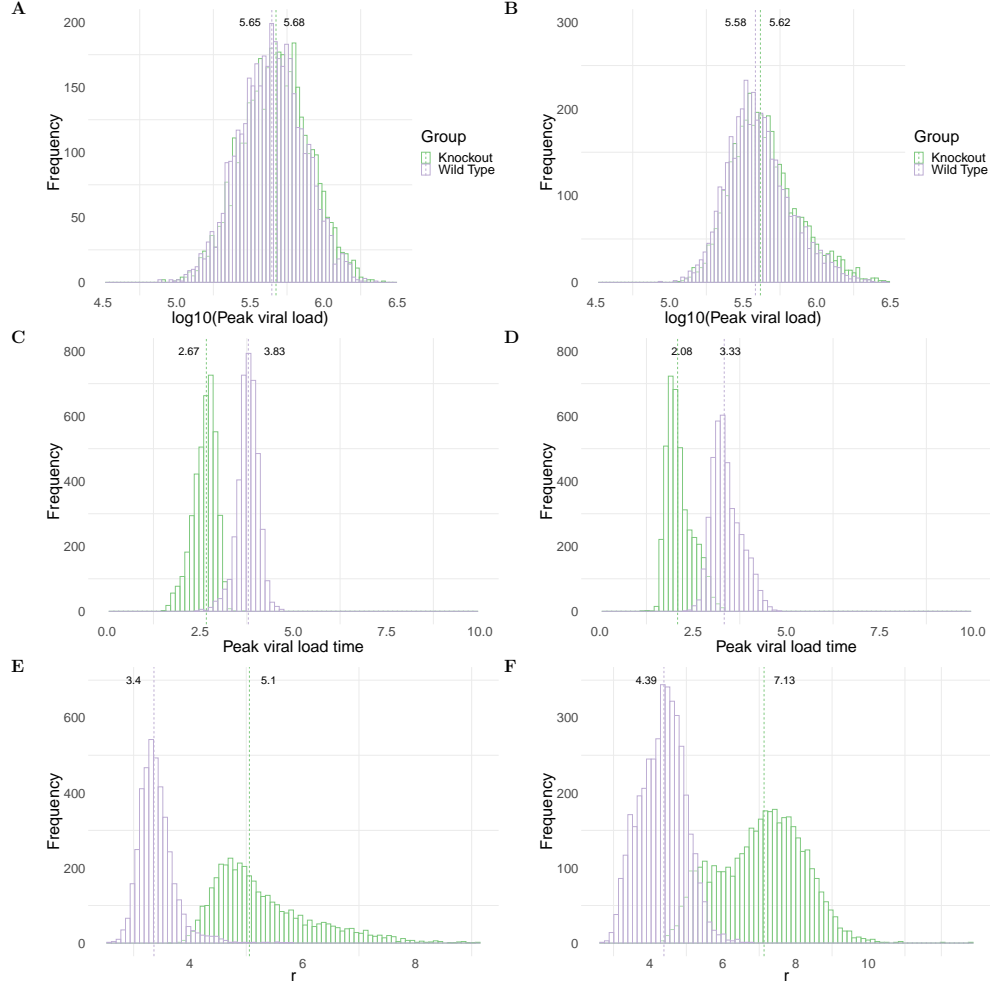 A
5.65
5.68
200
150
100
50
0
Frequency
4.5
5.0
5.5
6.0
6.5
log10(Peak viral load)
Group
Knockout
Wild Type
B
5.58
5.62
300
200
100
0
Frequency
4.5
5.0
5.5
6.0
6.5
log10(Peak viral load)
Group
Knockout
Wild Type
C
2.67
3.83
800
600
400
200
0
Frequency
0.0
2.5
5.0
7.5
10.0
Peak viral load time
D
2.08
3.33
800
600
400
200
0
Frequency
0.0
2.5
5.0
7.5
10.0
Peak viral load time
E
3.4
5.1
600
400
200
0
Frequency
4
6
8
r
F
4.39
7.13
300
200
100
0
Frequency
4
6
8
10
r